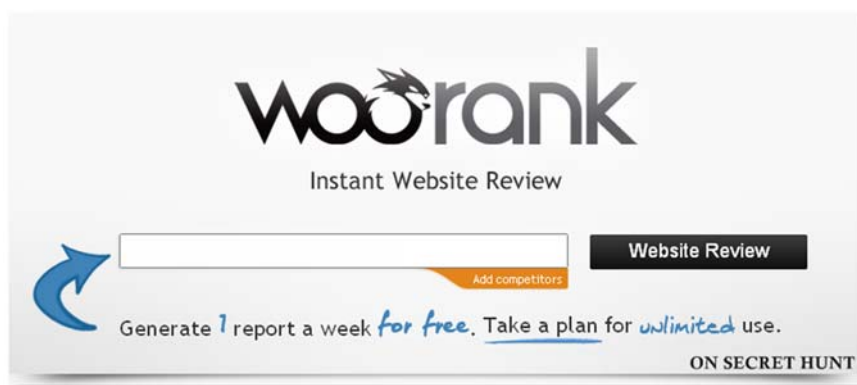 woorank
Instant Website Review
Website Review
Add competitors
Generate 1 report a week for free. Take a plan for unlimited use.
ON SECRET HUNT